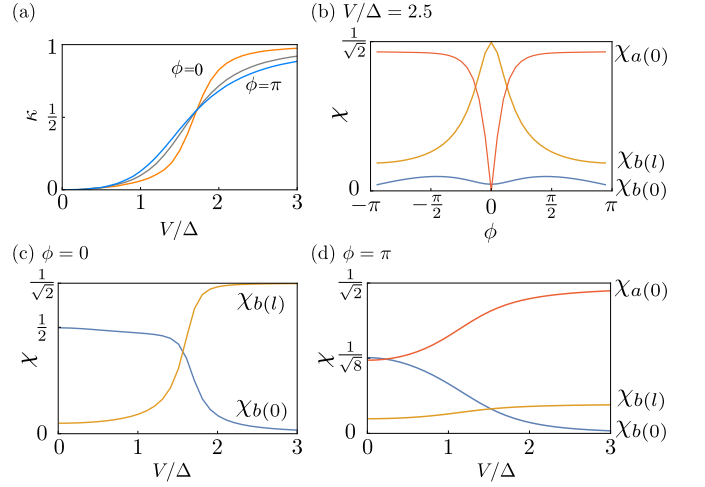 (a)
1
κ
1/2
0
ϕ=0
ϕ=π
0 1 2 3
V/Δ
(b) V/Δ = 2.5
1/√2
χ
0
−π −π/2 0 π/2 π
ϕ
χa(0)
χb(l)
χb(0)
(c) ϕ = 0
1/√2
1/2
χ
0
χb(l)
χb(0)
0 1 2 3
V/Δ
(d) ϕ = π
1/√2
χ 1/√8
0
χa(0)
χb(l)
χb(0)
0 1 2 3
V/Δ